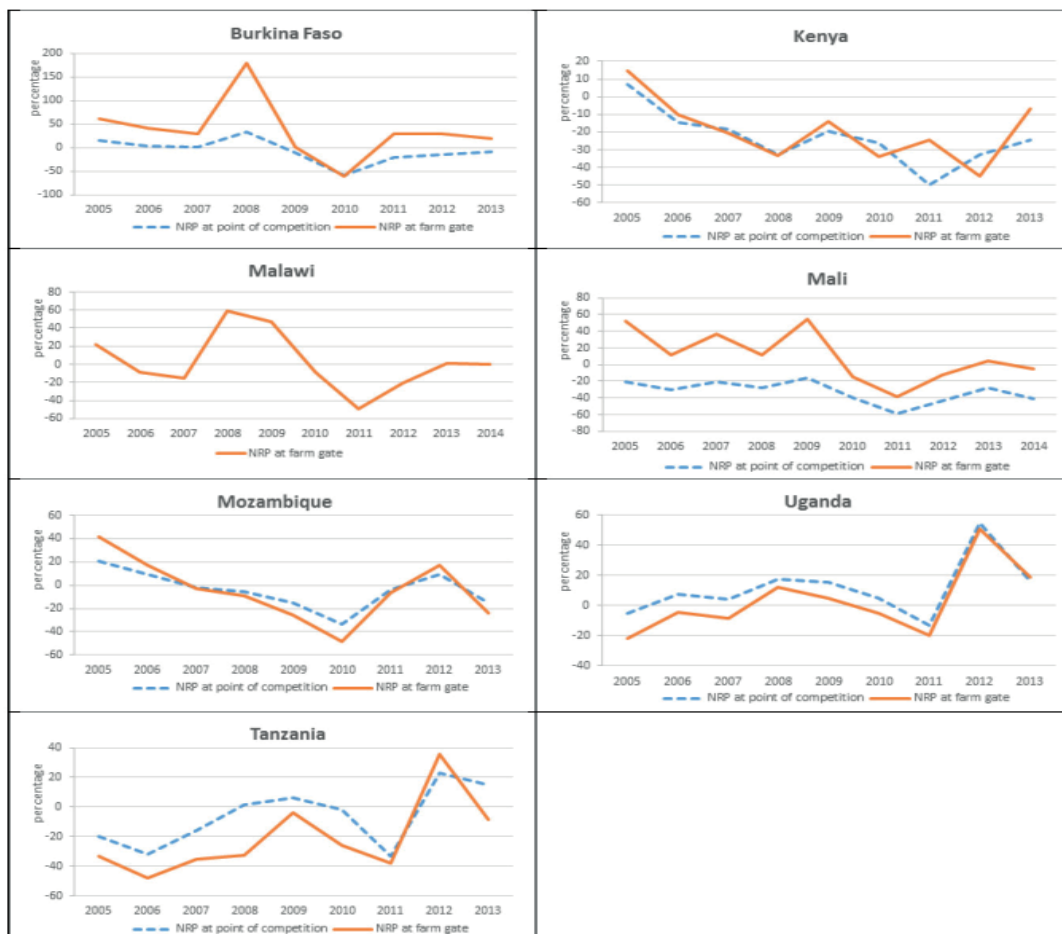 Burkina Faso
percentage
200
150
100
50
0
-50
-100
2005 2006 2007 2008 2009 2010 2011 2012 2013
NRP at point of competition NRP at farm gate
Kenya
percentage
20
10
0
-10
-20
-30
-40
-50
-60
2005 2006 2007 2008 2009 2010 2011 2012 2013
NRP at point of competition NRP at farm gate
Malawi
percentage
80
60
40
20
0
-20
-40
-60
2005 2006 2007 2008 2009 2010 2011 2012 2013 2014
NRP at farm gate
Mali
percentage
80
60
40
20
0
-20
-40
-60
-80
2005 2006 2007 2008 2009 2010 2011 2012 2013 2014
NRP at point of competition NRP at farm gate
Mozambique
percentage
60
40
20
0
-20
-40
-60
2005 2006 2007 2008 2009 2010 2011 2012 2013
NRP at point of competition NRP at farm gate
Uganda
percentage
60
40
20
0
-20
-40
2005 2006 2007 2008 2009 2010 2011 2012 2013
NRP at point of competition NRP at farm gate
Tanzania
percentage
40
20
0
-20
-40
-60
2005 2006 2007 2008 2009 2010 2011 2012 2013
NRP at point of competition NRP at farm gate